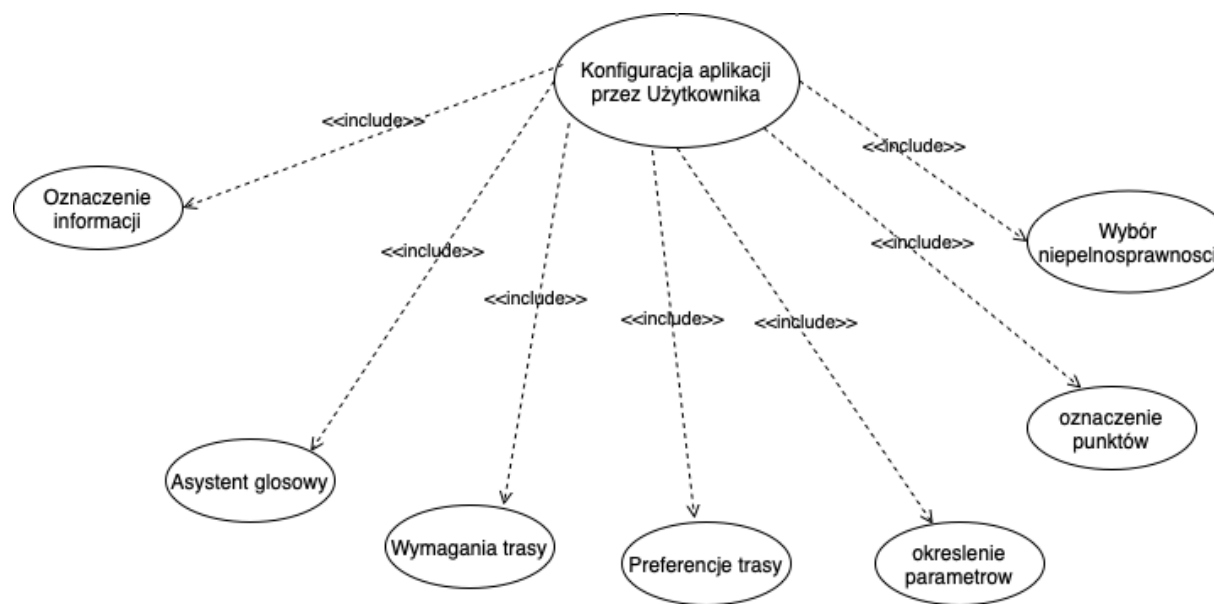 Konfiguracja aplikacji
przez Użytkownika
<<include>>
<<include>>
Oznaczenie
informacji
Wybór
niepelnosprawnosci
<<include>>
<<include>>
<<include>>
<<include>>
<<include>>
oznaczenie
punktów
Asystent glosowy
Wymagania trasy
Preferencje trasy
okreslenie
parametrow